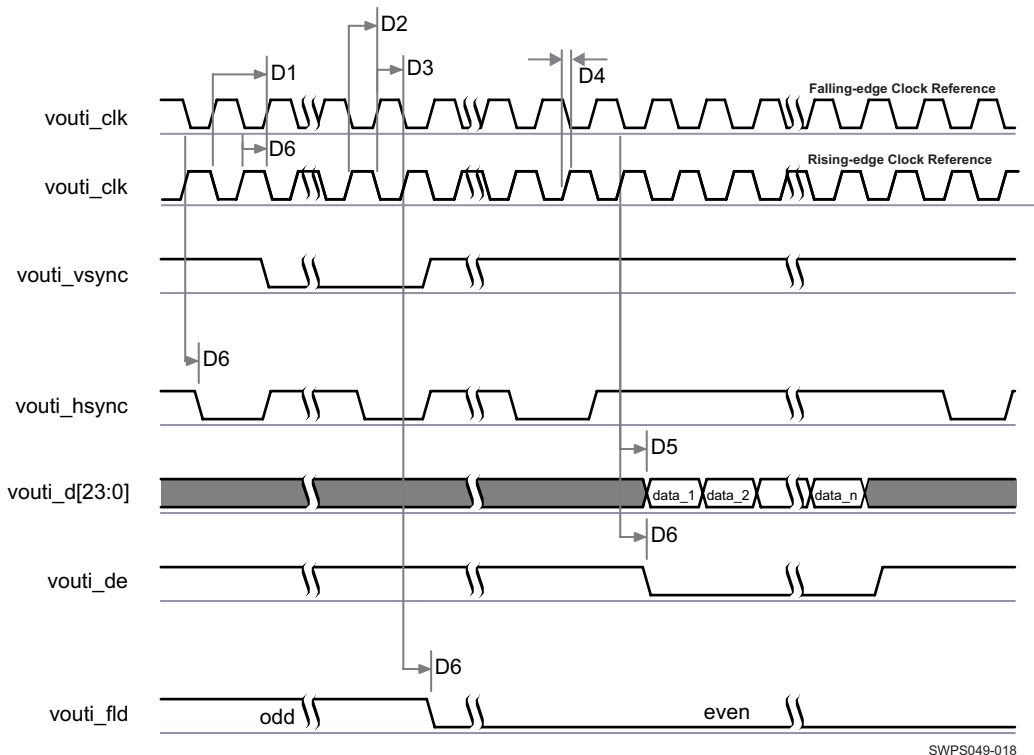 D2
D1
D3
D4
Falling-edge Clock Reference
vouti_clk
D6
Rising-edge Clock Reference
vouti_clk
vouti_vsync
D6
vouti_hsync
D5
vouti_d[23:0]
data_1 data_2 data_n
D6
vouti_de
D6
vouti_fld
odd even
SWPS049-018